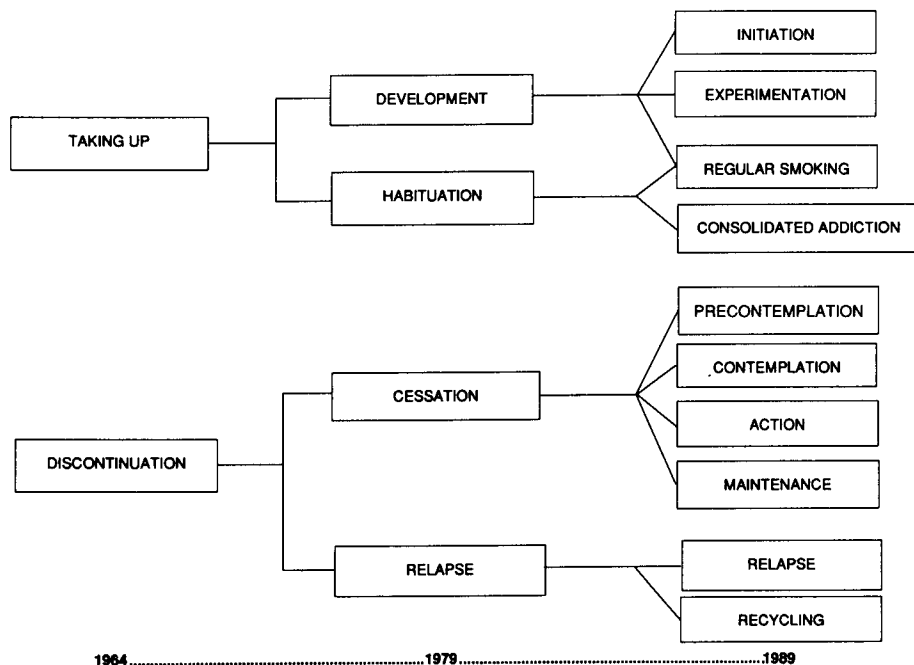 INITIATION
DEVELOPMENT
EXPERIMENTATION
TAKING UP
REGULAR SMOKING
HABITUATION
CONSOLIDATED ADDICTION
PRECONTEMPLATION
CONTEMPLATION
CESSATION
ACTION
DISCONTINUATION
MAINTENANCE
RELAPSE
RELAPSE
RECYCLING
1964..............................................................1979..............................................................1989